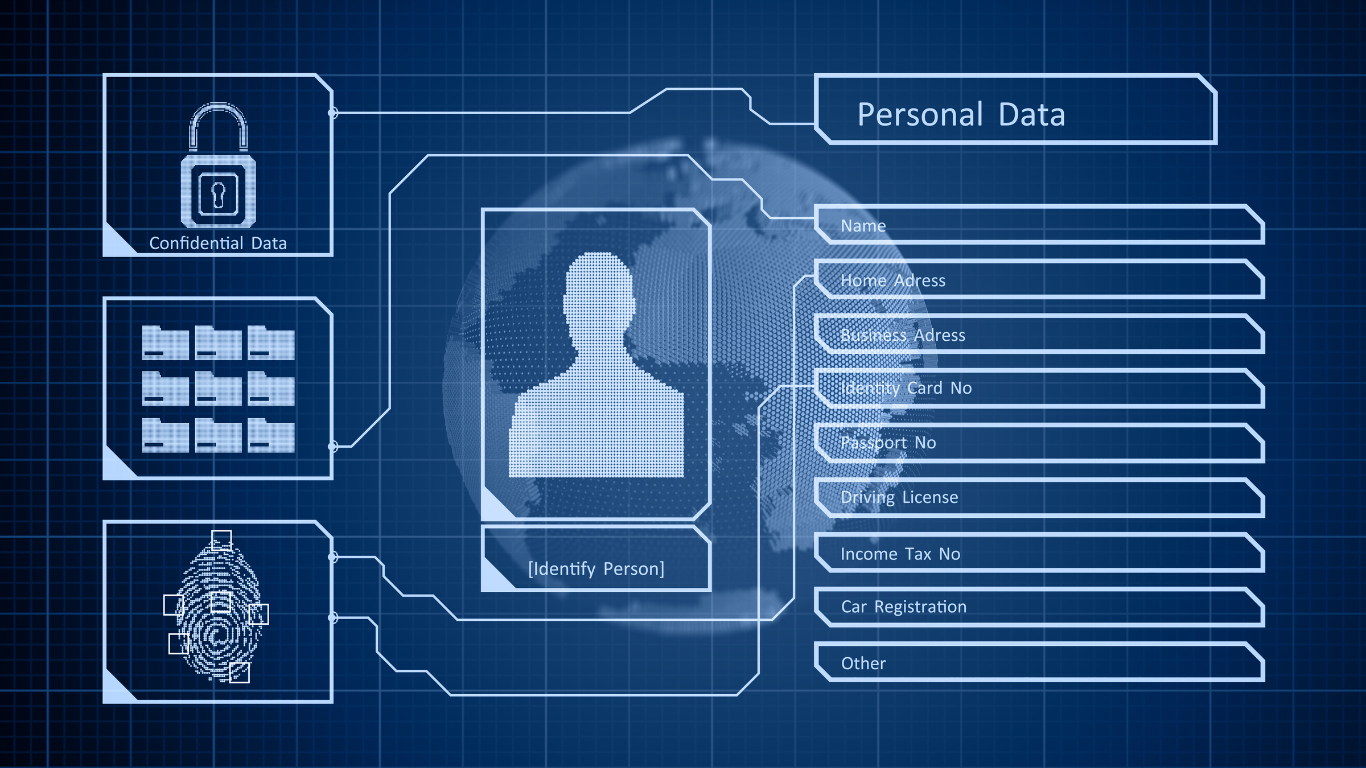 Personal Data
Confidential Data
Name
Home Adress
Business Adress
Identity Card No
Passport No
Driving License
[Identify Person]
Income Tax No
Car Registration
Other